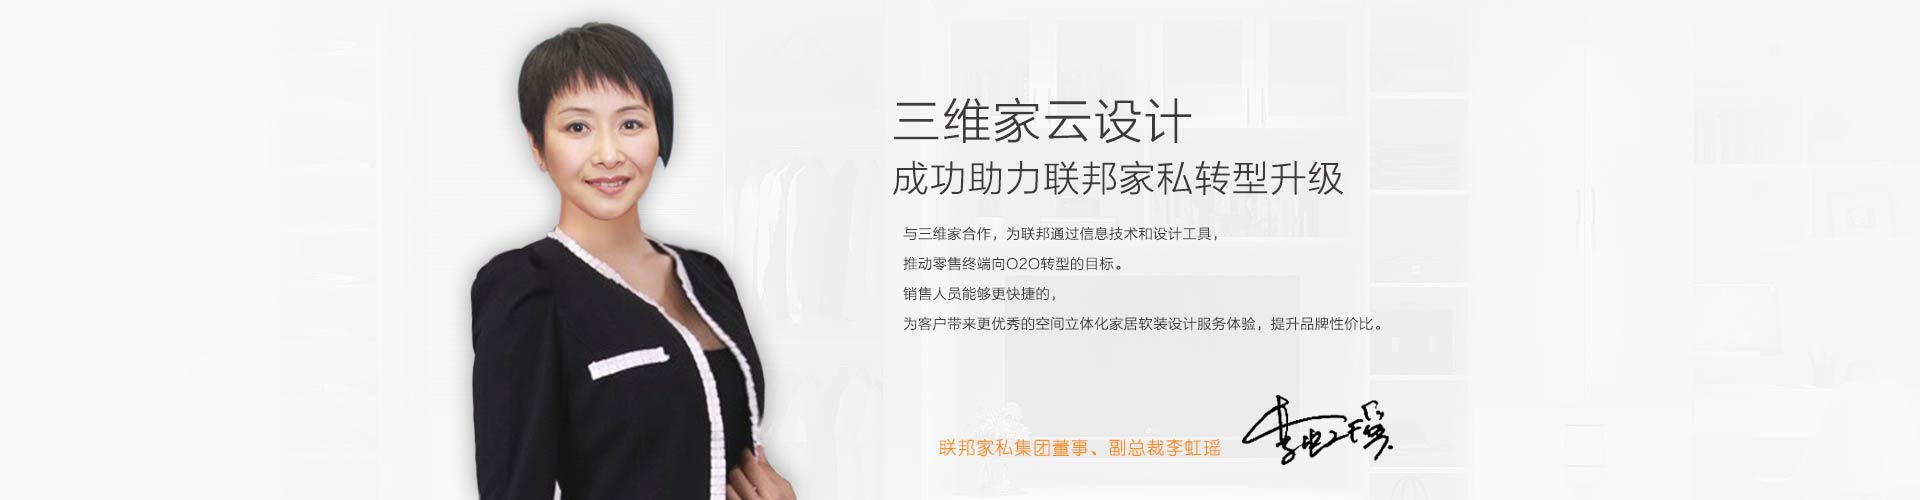 三维家云设计
成功助力联邦家私转型升级
与三维家合作，为联邦通过信息技术和设计工具，
推动零售终端向O2O转型的目标。
销售人员能够更快捷的，
为客户带来更优秀的空间立体化家居软装设计服务体验，提升品牌性价比。
联邦家私集团董事、副总裁李虹瑶
李虹瑶